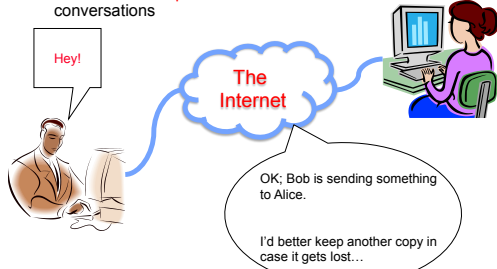 conversations
Hey!
The
Internet
OK; Bob is sending something
to Alice.
I'd better keep another copy in
case it gets lost…